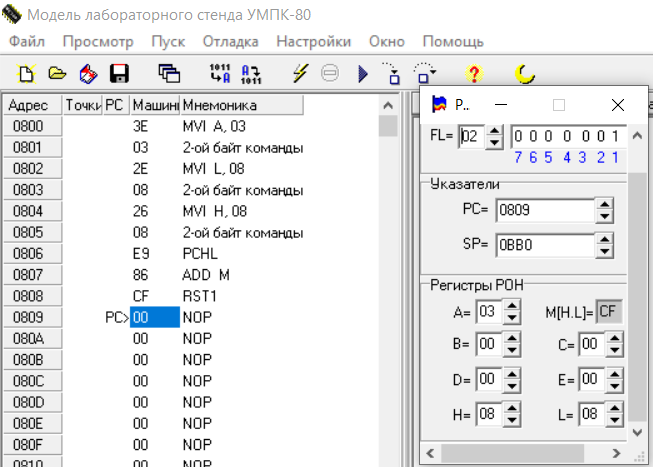 Модель лабораторного стенда УМПК-80
Файл Просмотр Пуск Отладка Настройки Окно Помощь
1011 A A 1011
Адрес Точки PC Машин Мнемоника
0800 3E MVI A, 03
0801 03 2-ой байт команды
0802 2E MVI L, 08
0803 08 2-ой байт команды
0804 26 MVI H, 08
0805 08 2-ой байт команды
0806 E9 PCHL
0807 86 ADD M
0808 CF RST1
0809 PC> 00 NOP
080A 00 NOP
080B 00 NOP
080C 00 NOP
080D 00 NOP
080E 00 NOP
080F 00 NOP
0810 00 NOP
Р..
FL= 02 0 0 0 0 0 0 1
7 6 5 4 3 2 1
Указатели
PC= 0809
SP= 0BB0
Регистры РОН
A= 03 M[H.L]= CF
B= 00 C= 00
D= 00 E= 00
H= 08 L= 08